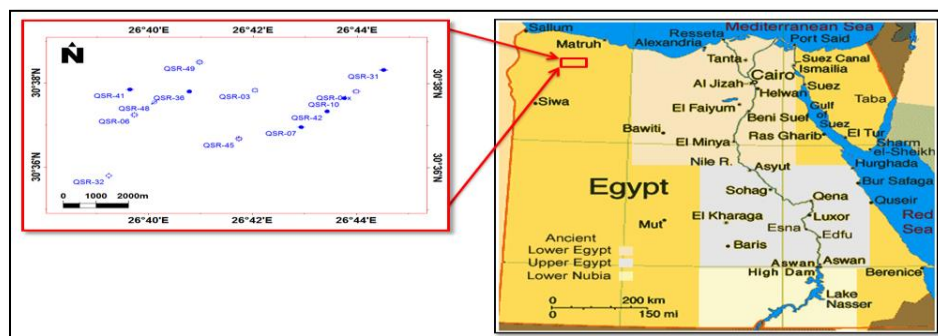 26°40'E 26°42'E 26°44'E
N
30°38'N
30°36'N
QSR-49
QSR-31
QSR-41
QSR-36
QSR-03
QSR-48
QSR-10
QSR-06
QSR-42
QSR-07
QSR-45
QSR-32
0 1000 2000m
26°40'E 26°42'E 26°44'E
30°38'N
30°36'N
Sallum
Mediterranean Sea
Matruh
Resseta
Alexandria
Port Said
Tanta
Suez Canal
Ismailia
Cairo
Al Jizah
Helwan
Suez
Taba
Siwa
El Faiyum
Gulf
of
Suez
Beni Suef
Bawiti
Ras Gharib
El Tur
El Minya
Sharm
el-Sheikh
Nile R.
Hurghada
Asyut
Bur Safaga
Egypt
Sohag
Qena
Quseir
Mut
El Kharaga
Luxor
Esna
Edfu
Red
Sea
Baris
Ancient
Lower Egypt
Upper Egypt
Lower Nubia
Aswan
High Dam
Aswan
Berenice
Lake
Nasser
0 200 km
150 mi